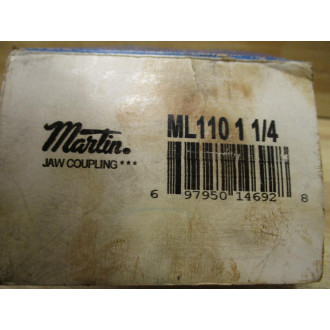 Martin.
JAW COUPLING ***
ML110 1 1/4
6 97950 14692 8